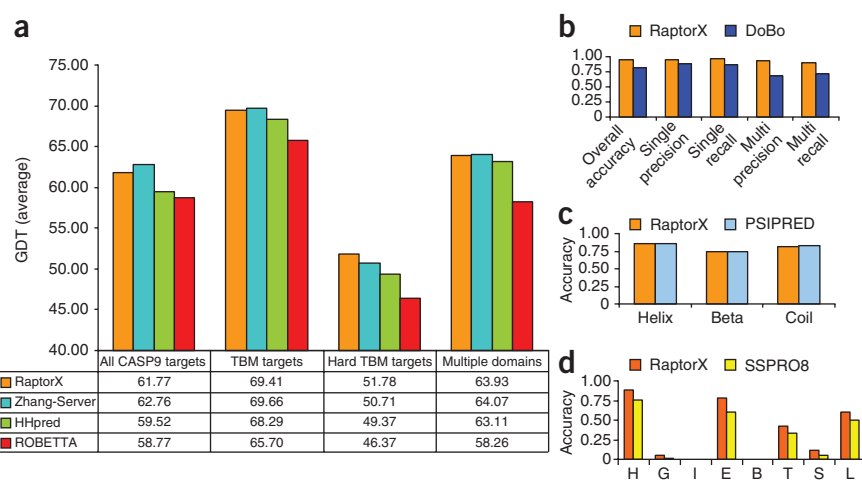 a
75.00
70.00
65.00
60.00
55.00
50.00
45.00
40.00
GDT (average)
All CASP9 targets TBM targets Hard TBM targets Multiple domains
RaptorX 61.77 69.41 51.78 63.93
Zhang-Server 62.76 69.66 50.71 64.07
HHpred 59.52 68.29 49.37 63.11
ROBETTA 58.77 65.70 46.37 58.26
b
RaptorX DoBo
1.00
0.75
0.50
0.25
0
Overall accuracy
Single precision
Single recall
Multi precision
Multi recall
c
RaptorX PSIPRED
Accuracy
1.00
0.75
0.50
0.25
0
Helix Beta Coil
d
RaptorX SSPRO8
Accuracy
1.00
0.75
0.50
0.25
0
H G I E B T S L